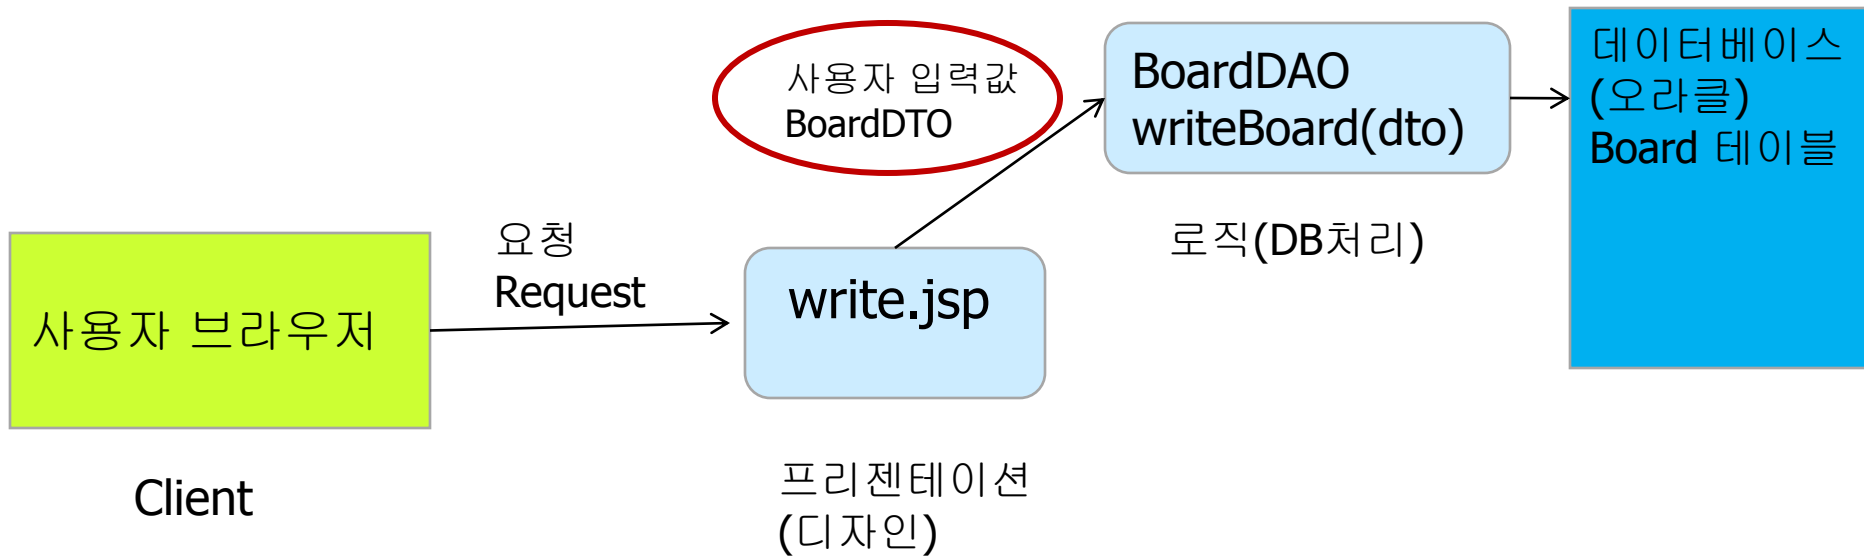 사용자 브라우저
Client
요청
Request
write.jsp
프리젠테이션
(디자인)
사용자 입력값
BoardDTO
BoardDAO
writeBoard(dto)
로직(DB처리)
데이터베이스
(오라클)
Board 테이블